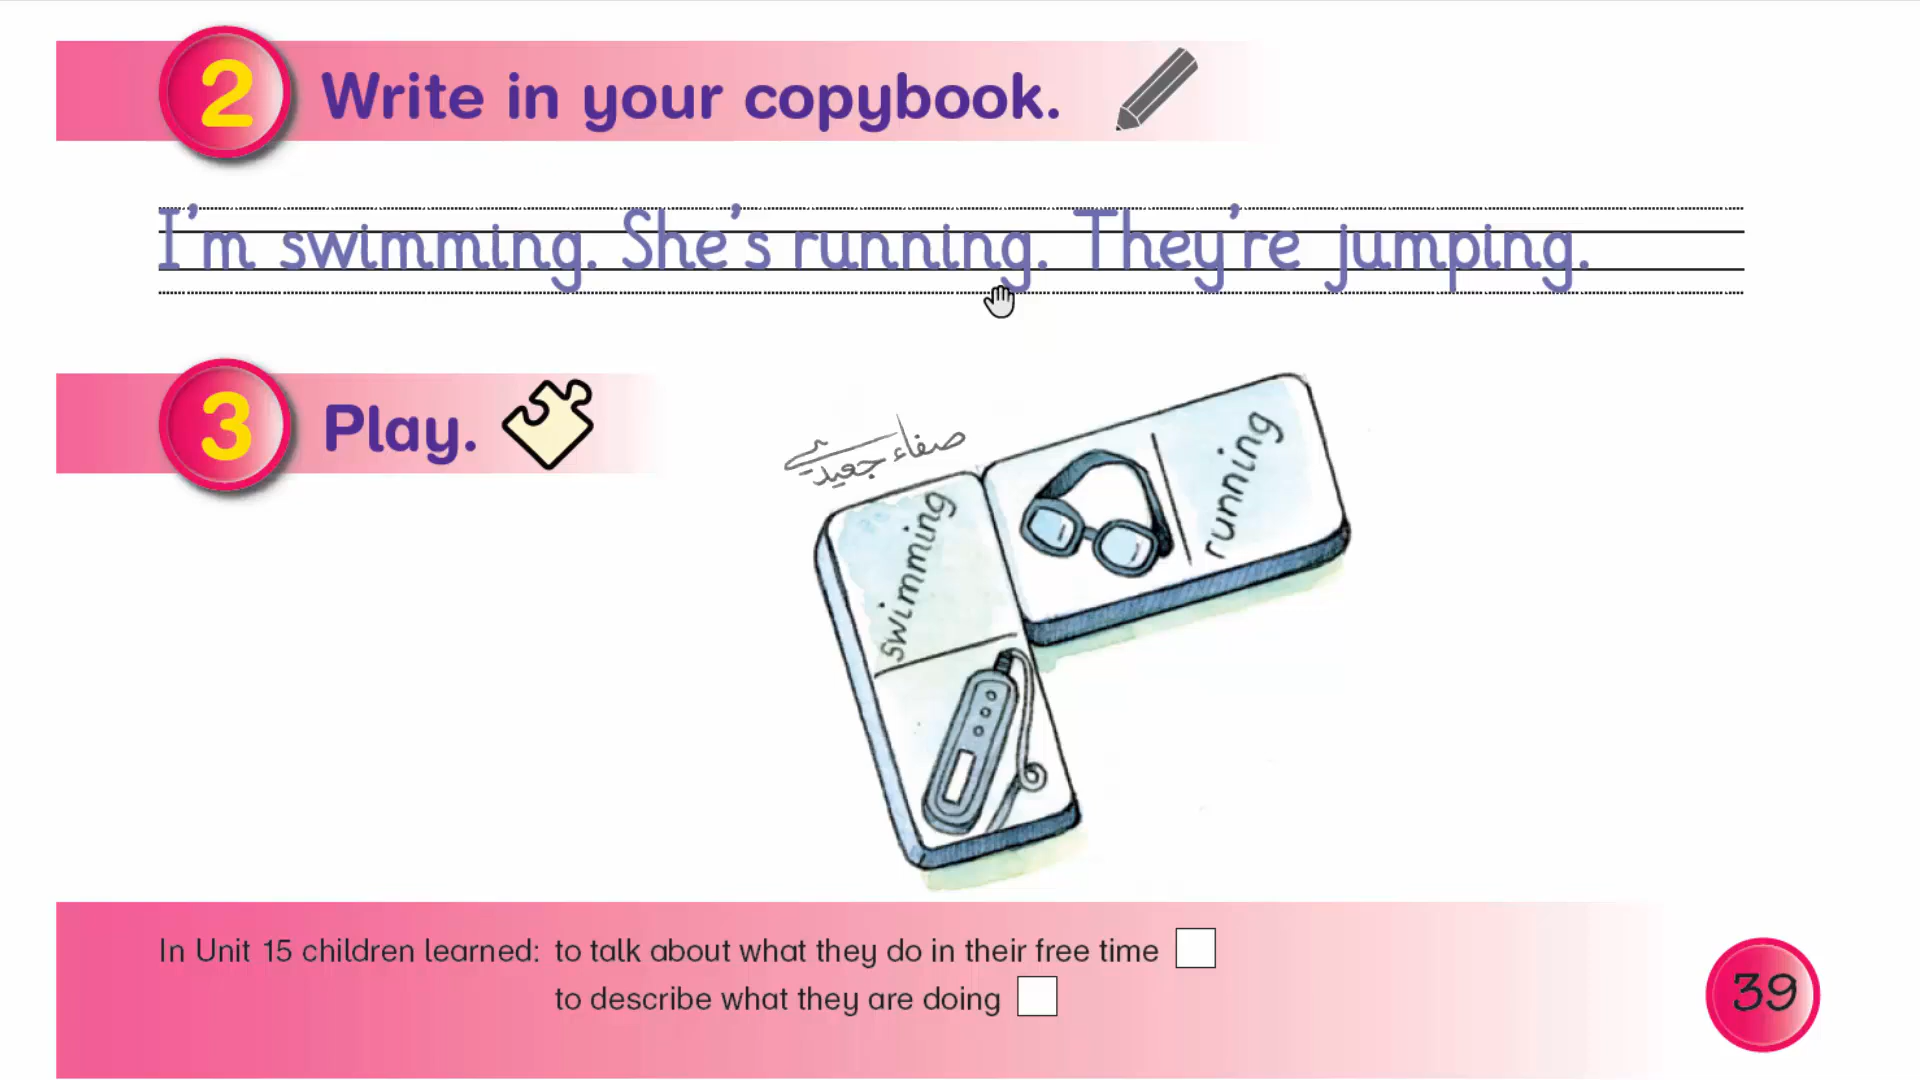 2 Write in your copybook.
I'm swimming. She's running. They're jumping.
3 Play.
صفاء جعيدي
swimming
running
In Unit 15 children learned: to talk about what they do in their free time
to describe what they are doing
39